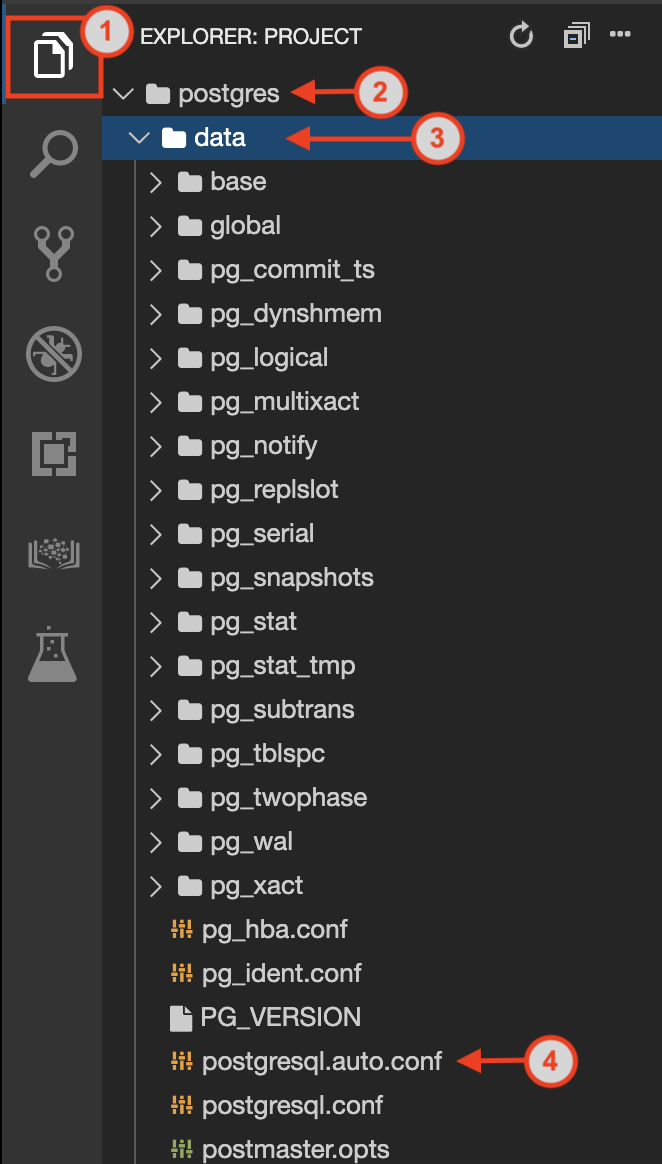 1
EXPLORER: PROJECT
postgres 2
data 3
base
global
pg_commit_ts
pg_dynshmem
pg_logical
pg_multixact
pg_notify
pg_replslot
pg_serial
pg_snapshots
pg_stat
pg_stat_tmp
pg_subtrans
pg_tblspc
pg_twophase
pg_wal
pg_xact
pg_hba.conf
pg_ident.conf
PG_VERSION
postgresql.auto.conf 4
postgresql.conf
postmaster.opts